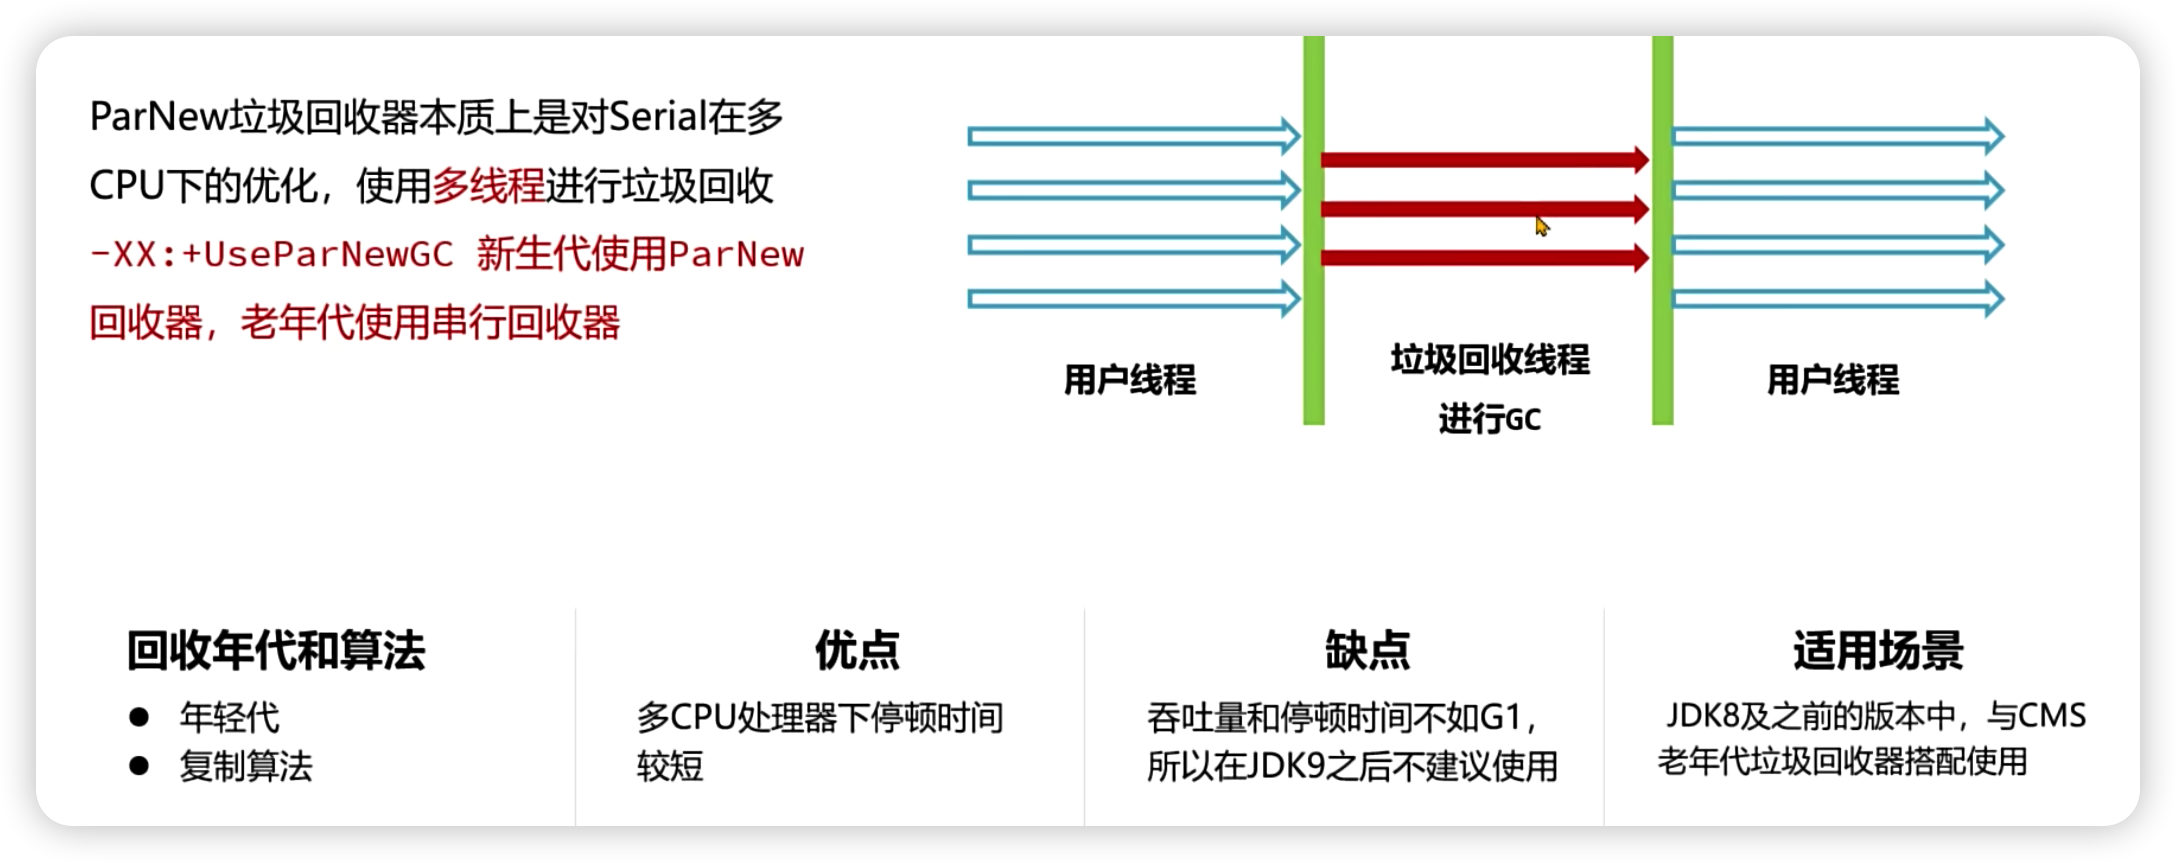 ParNew垃圾回收器本质上是对Serial在多
CPU下的优化，使用多线程进行垃圾回收
-XX:+UseParNewGC 新生代使用ParNew
回收器，老年代使用串行回收器
用户线程
垃圾回收线程
进行GC
用户线程
回收年代和算法
● 年轻代
● 复制算法
优点
多CPU处理器下停顿时间
较短
缺点
吞吐量和停顿时间不如G1，
所以在JDK9之后不建议使用
适用场景
JDK8及之前的版本中，与CMS
老年代垃圾回收器搭配使用